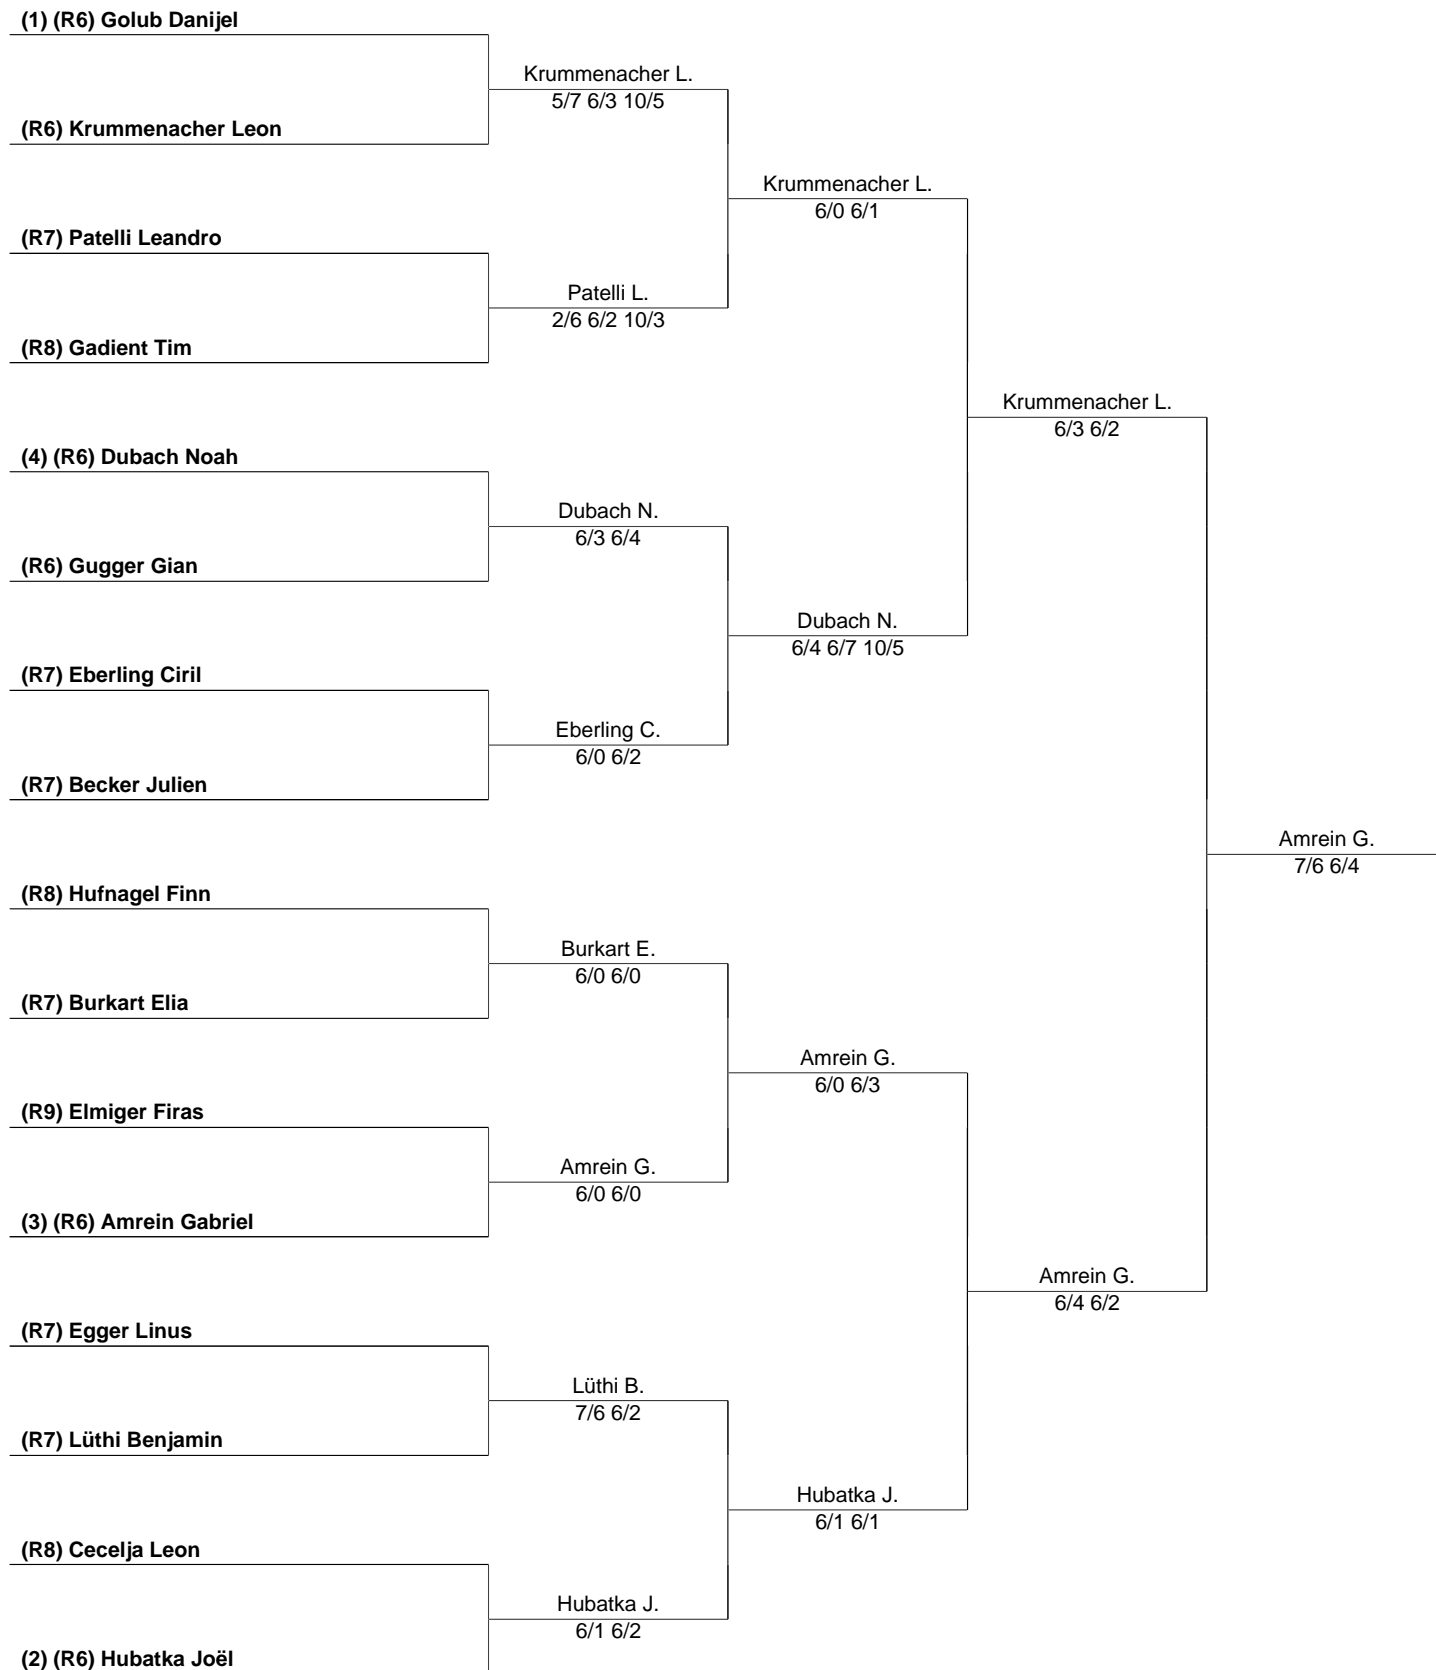 (1) (R6) Golub Danijel
Krummenacher L.
5/7 6/3 10/5
(R6) Krummenacher Leon
Krummenacher L.
6/0 6/1
(R7) Patelli Leandro
Patelli L.
2/6 6/2 10/3
(R8) Gadient Tim
Krummenacher L.
6/3 6/2
(4) (R6) Dubach Noah
Dubach N.
6/3 6/4
(R6) Gugger Gian
Dubach N.
6/4 6/7 10/5
(R7) Eberling Ciril
Eberling C.
6/0 6/2
(R7) Becker Julien
Amrein G.
7/6 6/4
(R8) Hufnagel Finn
Burkart E.
6/0 6/0
(R7) Burkart Elia
Amrein G.
6/0 6/3
(R9) Elmiger Firas
Amrein G.
6/0 6/0
(3) (R6) Amrein Gabriel
Amrein G.
6/4 6/2
(R7) Egger Linus
Lüthi B.
7/6 6/2
(R7) Lüthi Benjamin
Hubatka J.
6/1 6/1
(R8) Cecelja Leon
Hubatka J.
6/1 6/2
(2) (R6) Hubatka Joël